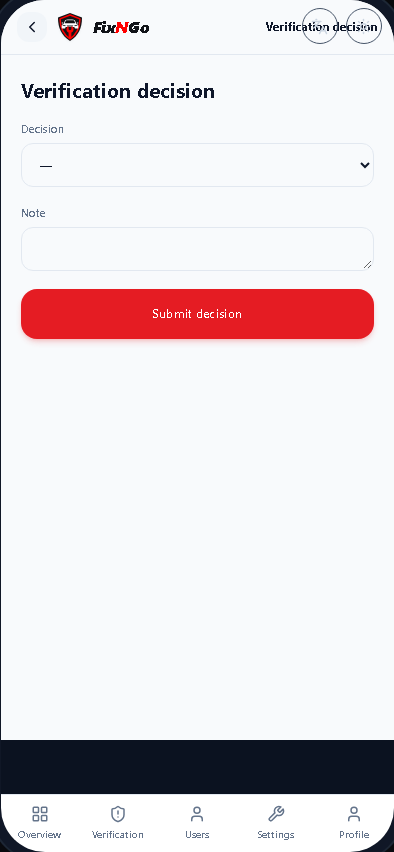 FixNGo
Verification decision
Verification decision
Decision
—
Note
Submit decision
Overview
Verification
Users
Settings
Profile